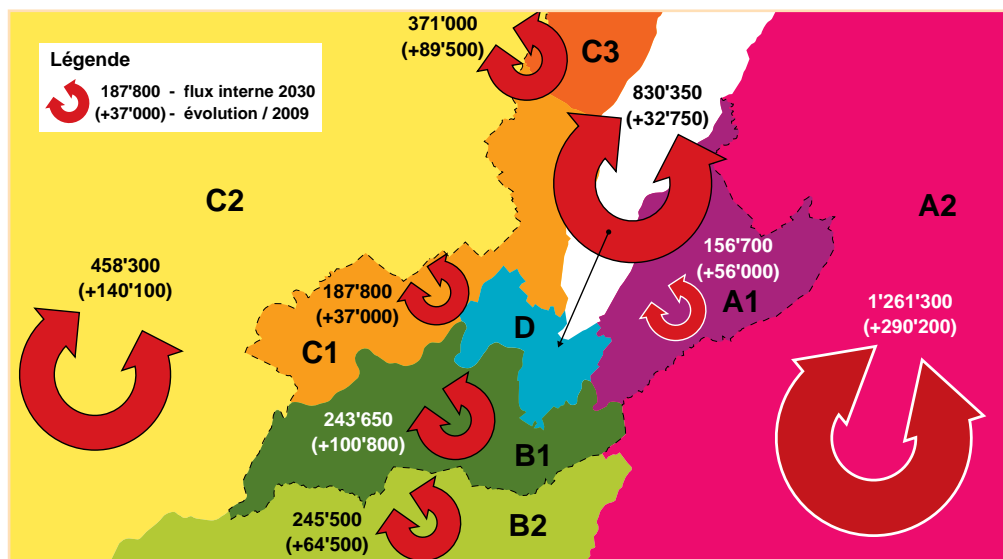 371'000
(+89'500)
C3
Légende
187'800 - flux interne 2030
(+37'000) - évolution / 2009
830'350
(+32'750)
C2
A2
458'300
(+140'100)
156'700
(+56'000)
187'800
(+37'000)
A1
1'261'300
(+290'200)
D
C1
243'650
(+100'800)
B1
245'500
(+64'500)
B2